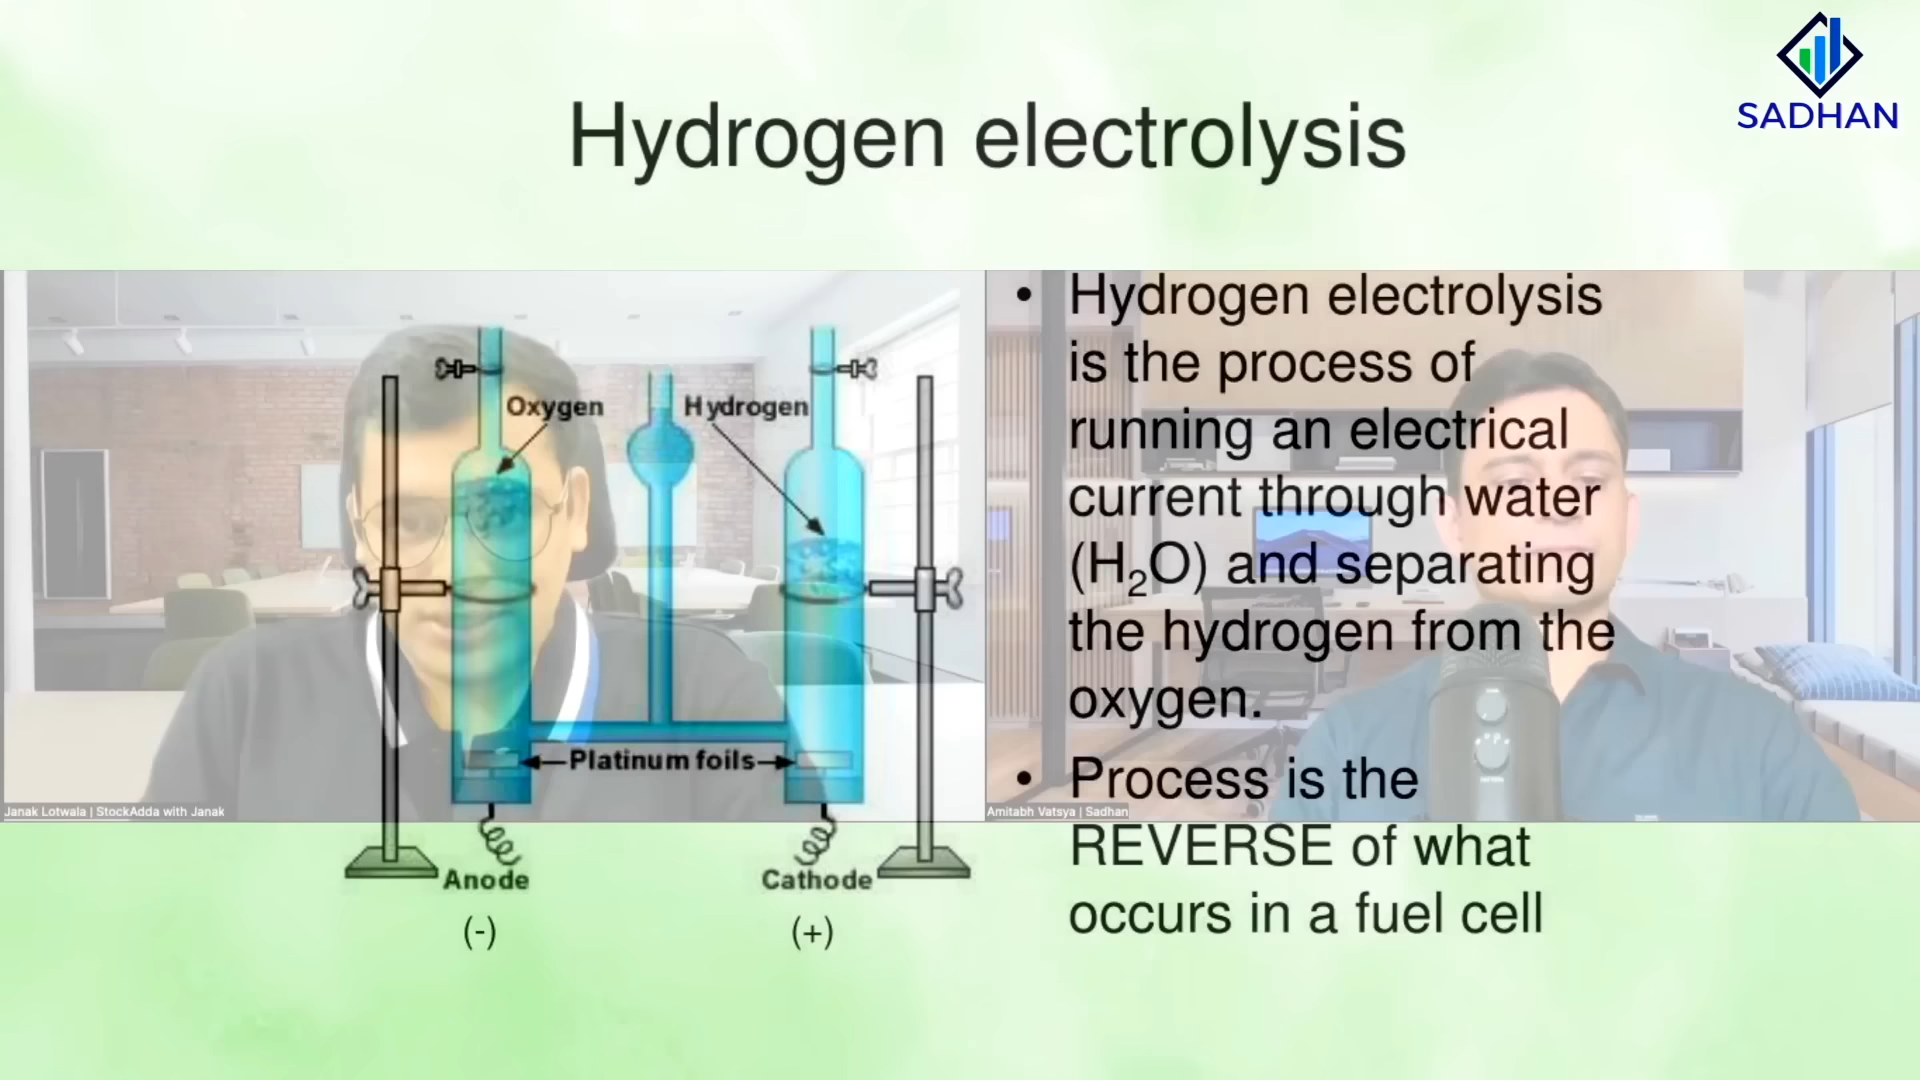 SADHAN
Hydrogen electrolysis
Oxygen
Hydrogen
Platinum foils
Anode
Cathode
(-)
(+)
• Hydrogen electrolysis
is the process of
running an electrical
current through water
(H₂O) and separating
the hydrogen from the
oxygen.
• Process is the
REVERSE of what
occurs in a fuel cell
Janak Lotwala | StockAdda with Janak
Amitabh Vatsya | Sadhan